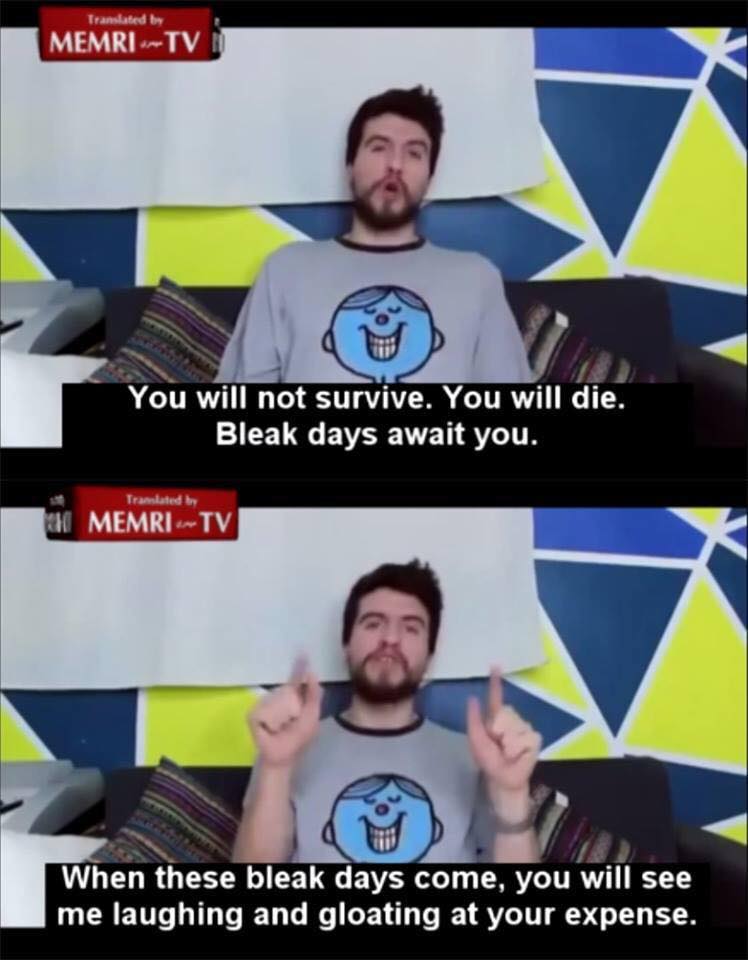 Translated by
MEMRI TV
You will not survive. You will die.
Bleak days await you.
Translated by
MEMRI TV
When these bleak days come, you will see
me laughing and gloating at your expense.